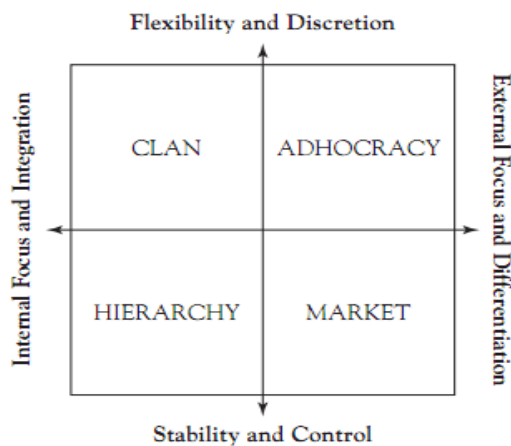 Flexibility and Discretion
Internal Focus and Integration
CLAN
ADHOCRACY
External Focus and Differentiation
HIERARCHY
MARKET
Stability and Control